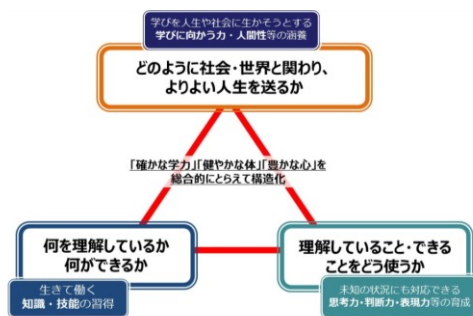 学びを人生や社会に生かそうとする
学びに向かう力・人間性等の涵養
どのように社会・世界と関わり、
よりよい人生を送るか
「確かな学力」「健やかな体」「豊かな心」を
総合的にとらえて構造化
何を理解しているか
何ができるか
生きて働く
知識・技能の習得
理解していること・できる
ことをどう使うか
未知の状況にも対応できる
思考力・判断力・表現力等の育成